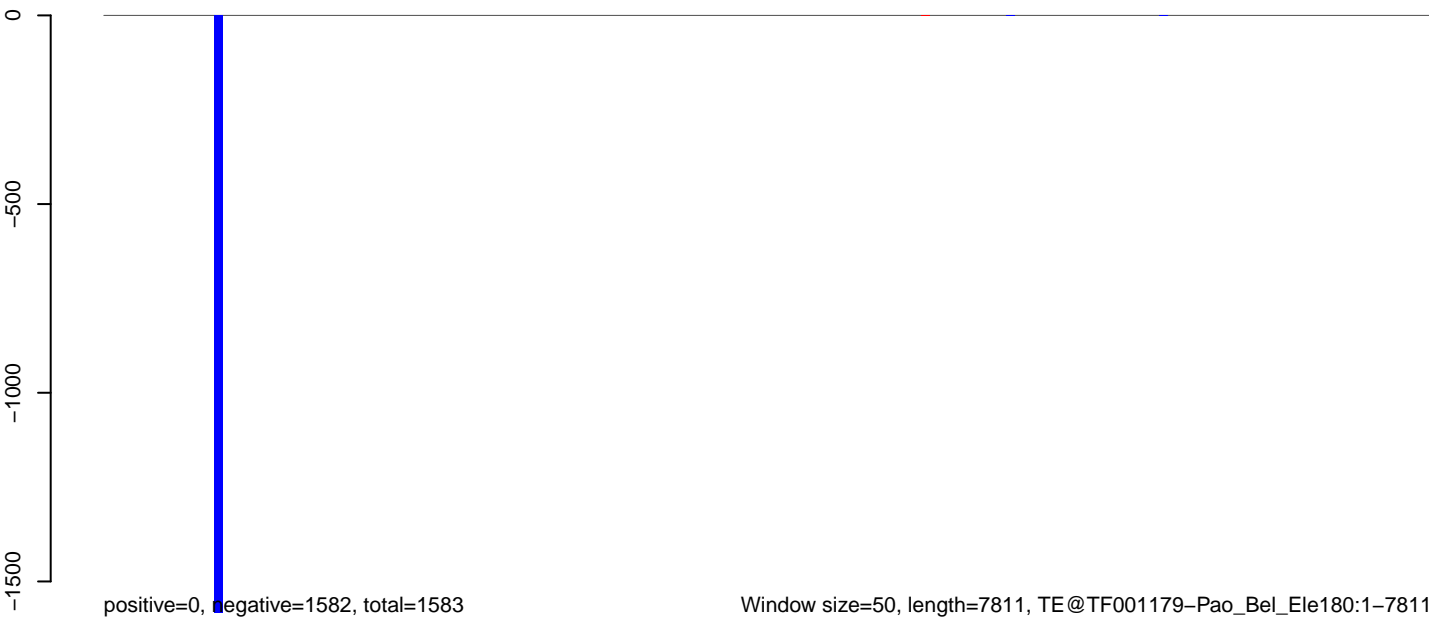 0
−500
−1000
−1500
positive=0, negative=1582, total=1583
Window size=50, length=7811, TE@TF001179−Pao_Bel_Ele180:1−7811